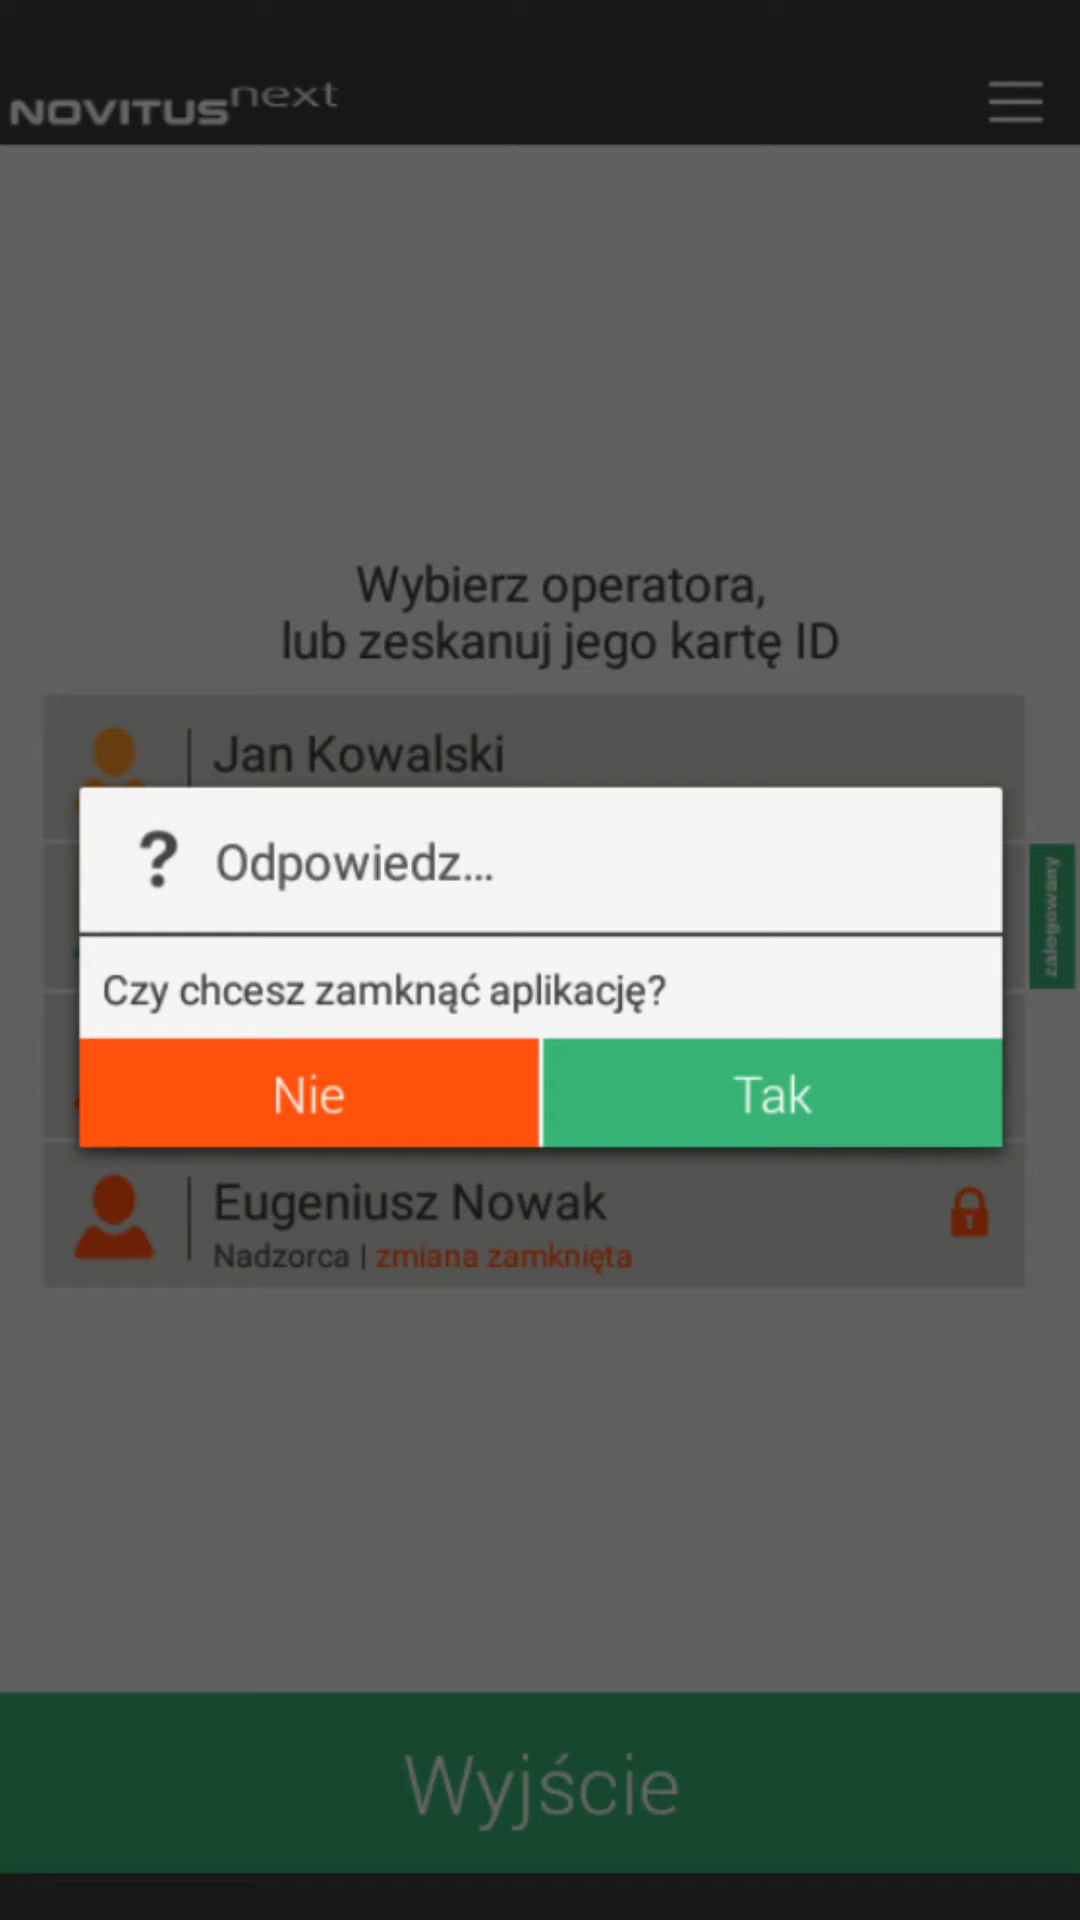 NOVITUS next
Wybierz operatora,
lub zeskanuj jego kartę ID
Jan Kowalski
? Odpowiedz...
zalogowany
Czy chcesz zamknąć aplikację?
Nie
Tak
Eugeniusz Nowak
Nadzorca | zmiana zamknięta
Wyjście